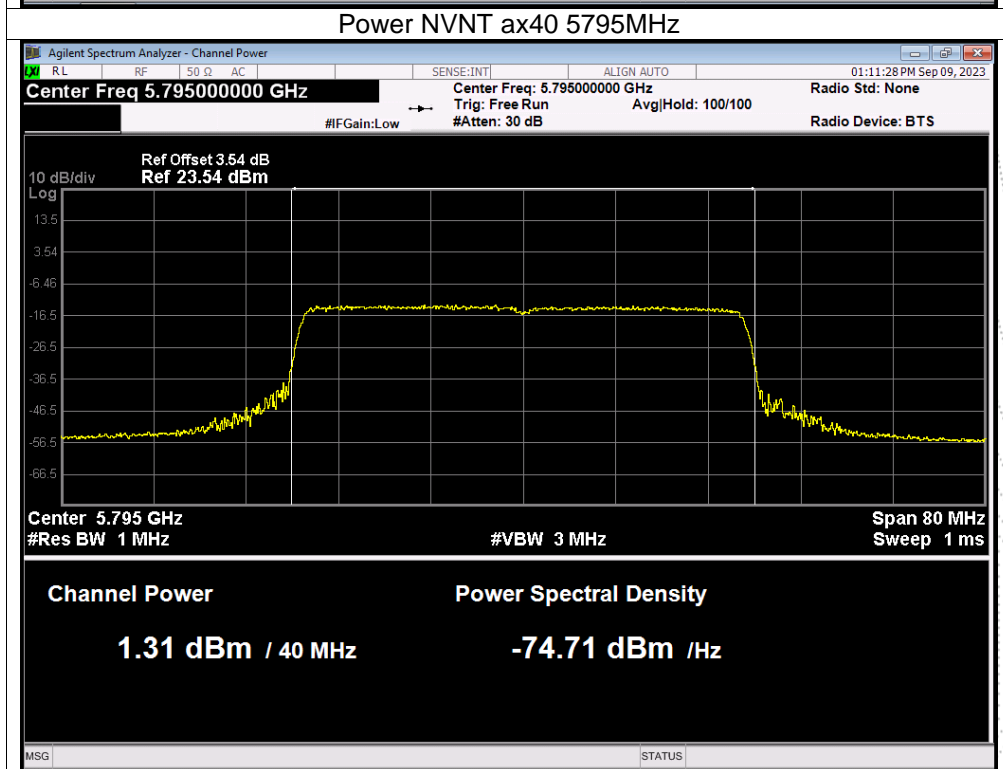 Power NVNT ax40 5795MHz
Agilent Spectrum Analyzer - Channel Power
LXI RL RF 50 Ω AC SENSE:INT ALIGN AUTO 01:11:28 PM Sep 09, 2023
Center Freq 5.795000000 GHz Center Freq: 5.795000000 GHz Radio Std: None
Trig: Free Run Avg|Hold: 100/100
#IFGain:Low #Atten: 30 dB Radio Device: BTS
Ref Offset 3.54 dB
10 dB/div Ref 23.54 dBm
Log
13.5
3.54
-6.46
-16.5
-26.5
-36.5
-46.5
-56.5
-66.5
Center 5.795 GHz Span 80 MHz
#Res BW 1 MHz #VBW 3 MHz Sweep 1 ms
Channel Power Power Spectral Density
1.31 dBm / 40 MHz -74.71 dBm /Hz
MSG STATUS